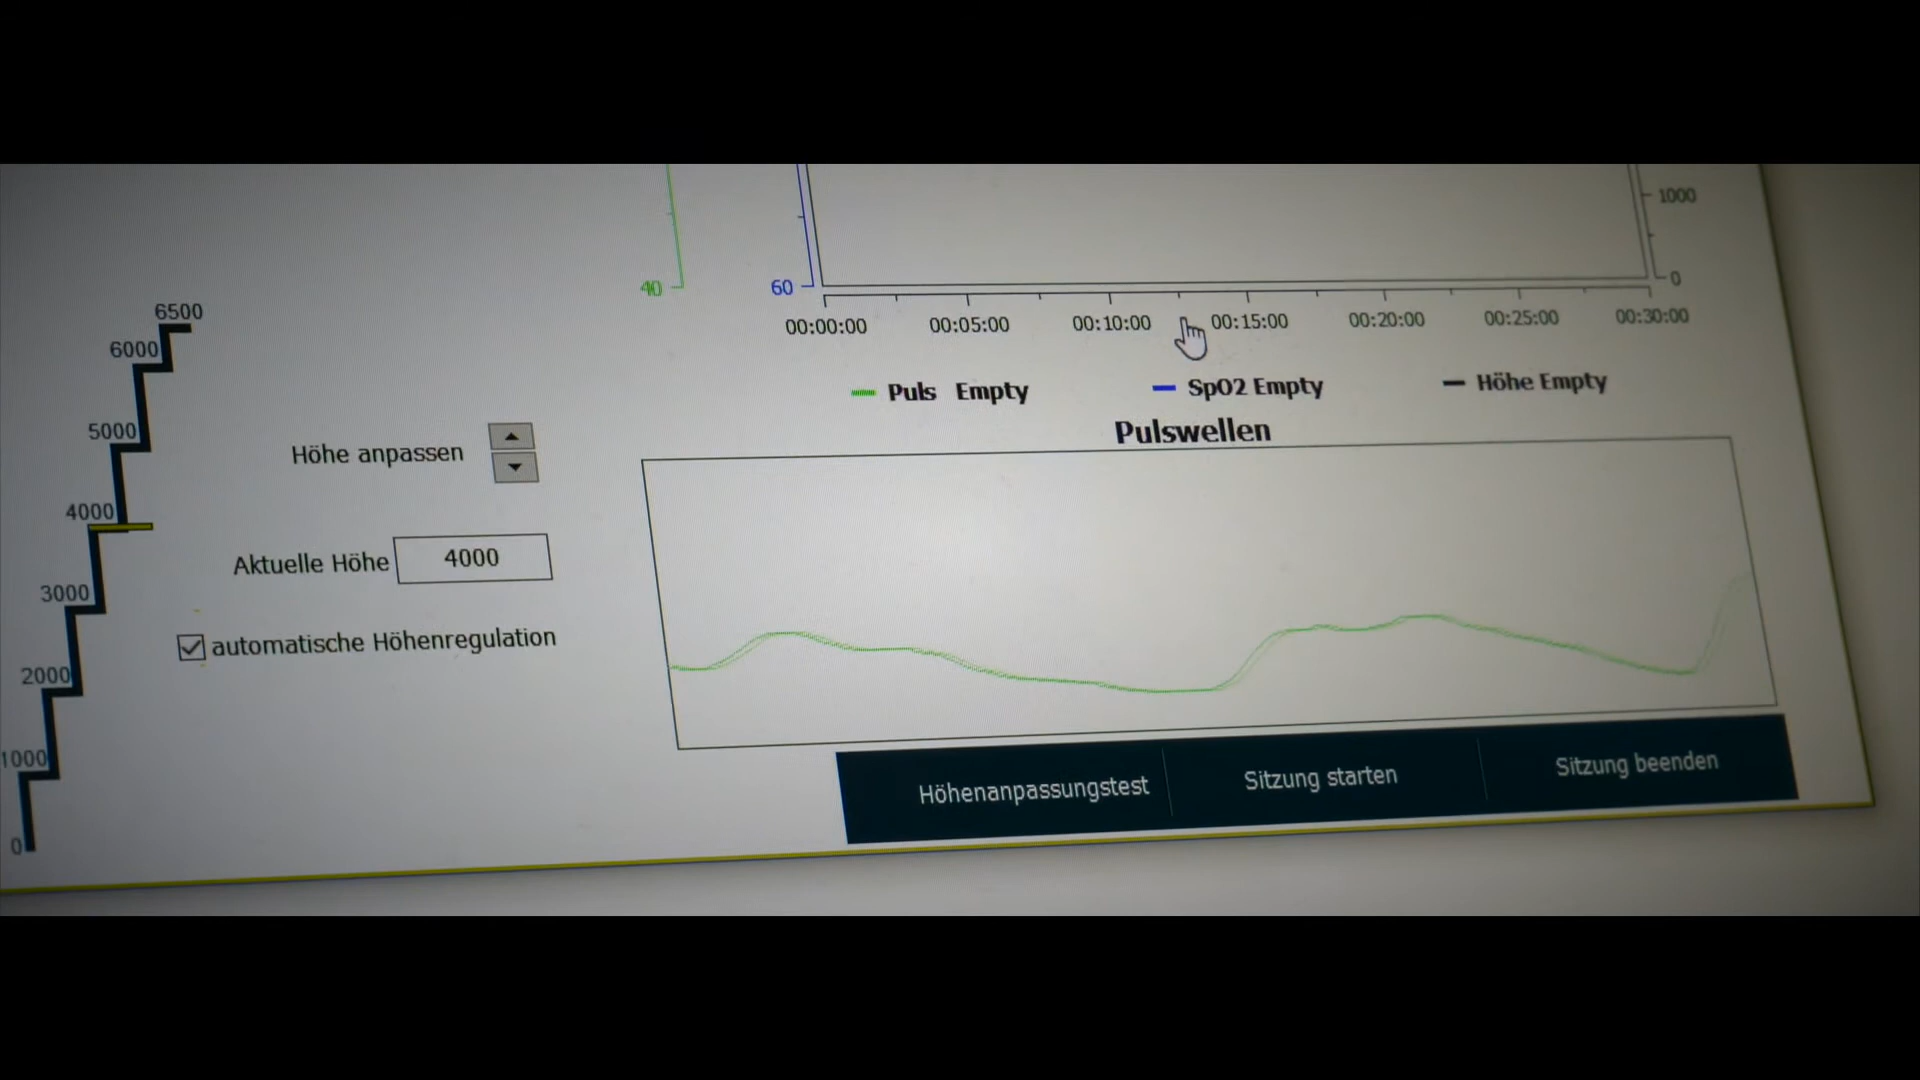 1000
0
40
60
00:00:00 00:05:00 00:10:00 00:15:00 00:20:00 00:25:00 00:30:00
Puls Empty SpO2 Empty Höhe Empty
Pulswellen
6500
6000
5000
4000
3000
2000
1000
0
Höhe anpassen
Aktuelle Höhe 4000
automatische Höhenregulation
Höhenanpassungstest Sitzung starten Sitzung beenden